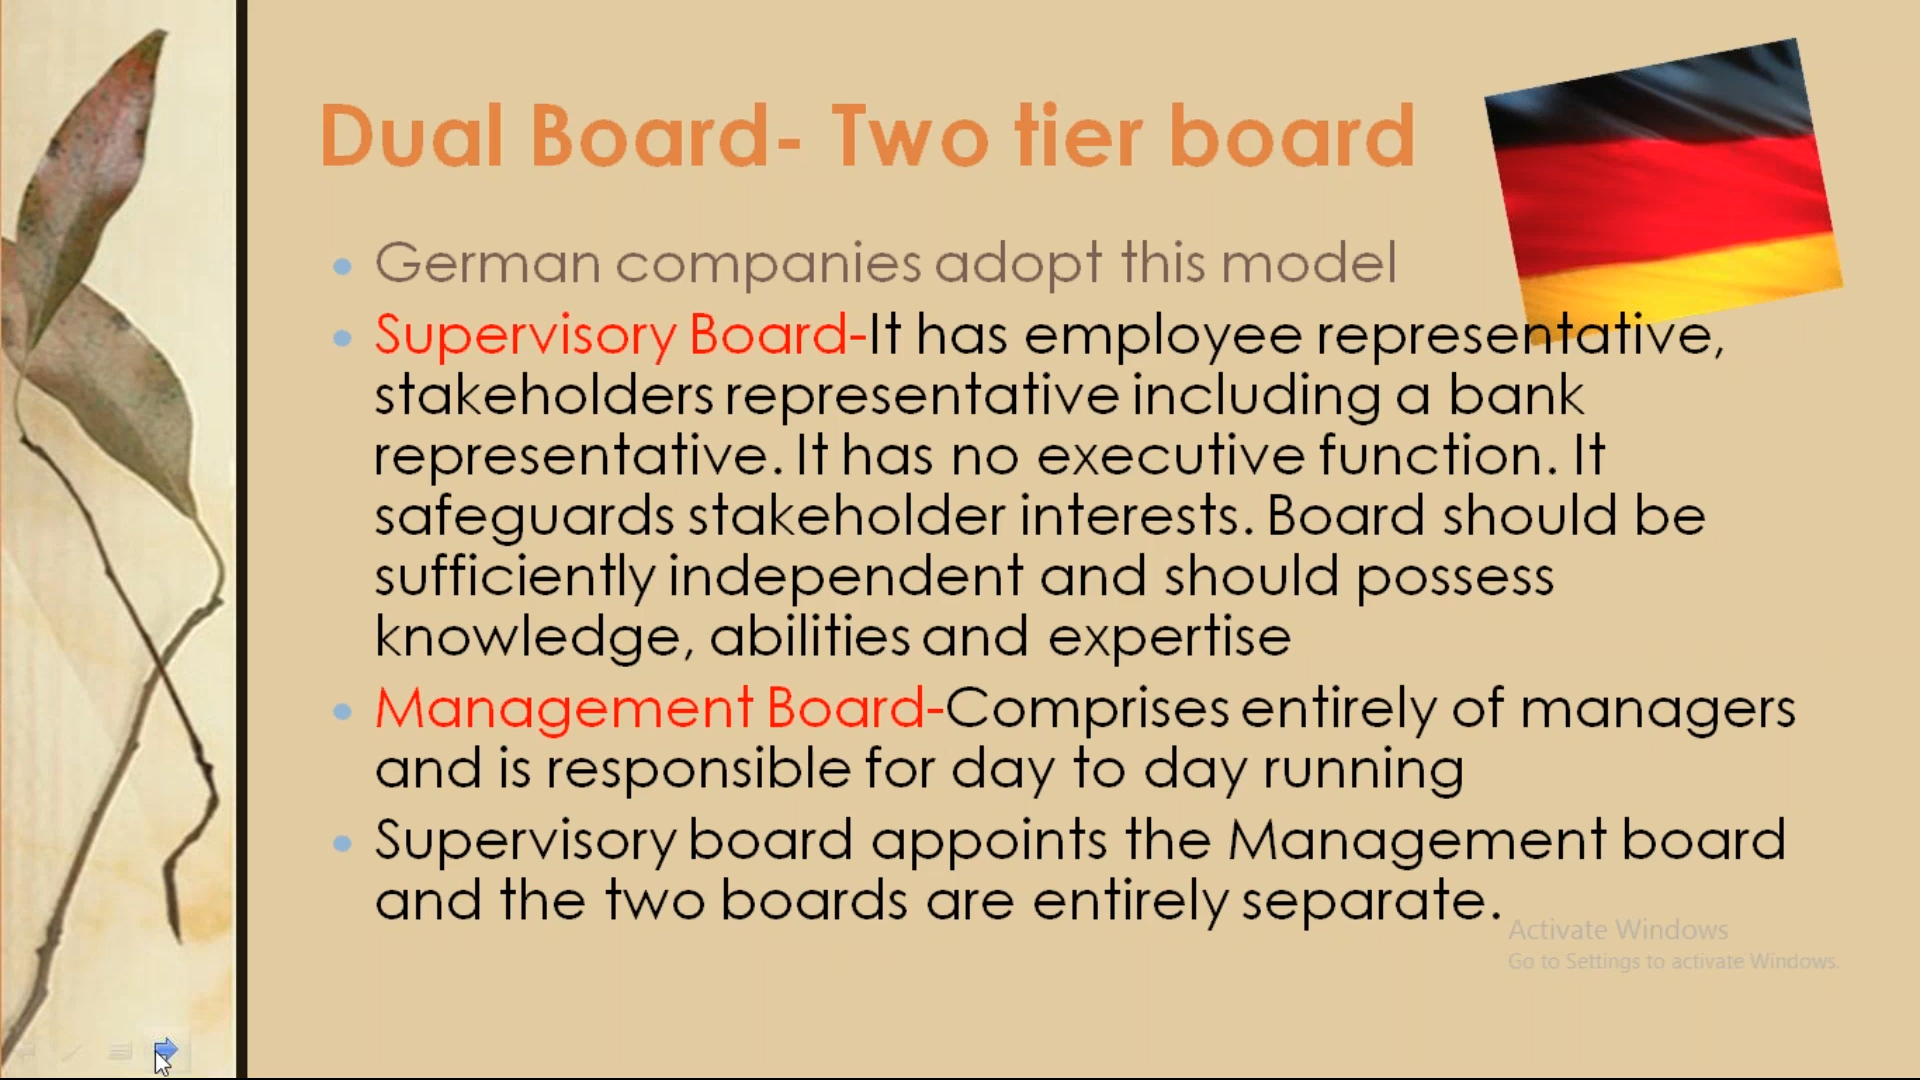 Dual Board- Two tier board
German companies adopt this model
Supervisory Board-It has employee representative,
stakeholders representative including a bank
representative. It has no executive function. It
safeguards stakeholder interests. Board should be
sufficiently independent and should possess
knowledge, abilities and expertise
Management Board-Comprises entirely of managers
and is responsible for day to day running
Supervisory board appoints the Management board
and the two boards are entirely separate.
Activate Windows
Go to Settings to activate Windows.